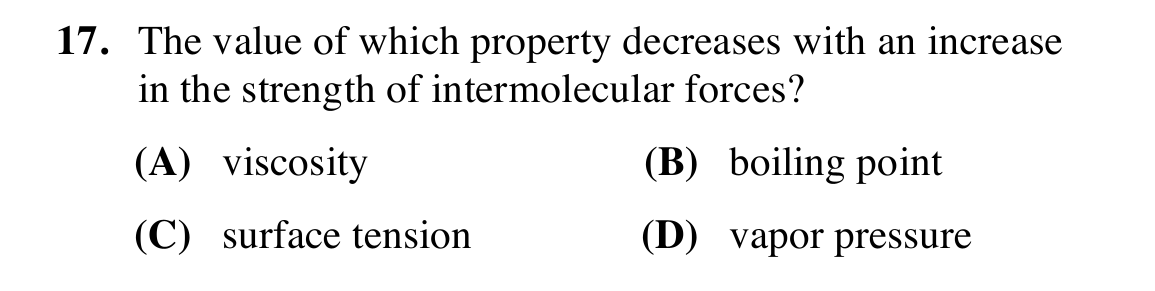 17. The value of which property decreases with an increase
in the strength of intermolecular forces?
(A) viscosity (B) boiling point
(C) surface tension (D) vapor pressure